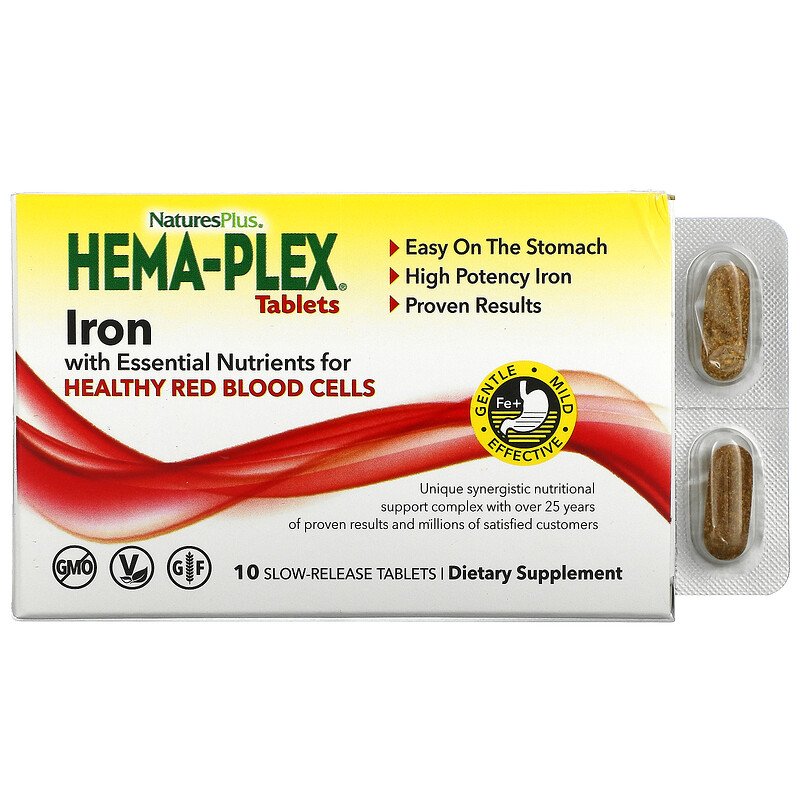 NaturesPlus®
HEMA-PLEX®
Tablets
Iron
with Essential Nutrients for
HEALTHY RED BLOOD CELLS
Easy On The Stomach
High Potency Iron
Proven Results
GENTLE • MILD • EFFECTIVE •
Fe+
Unique synergistic nutritional
support complex with over 25 years
of proven results and millions of satisfied customers
GMO
V
G F
10 SLOW-RELEASE TABLETS | Dietary Supplement